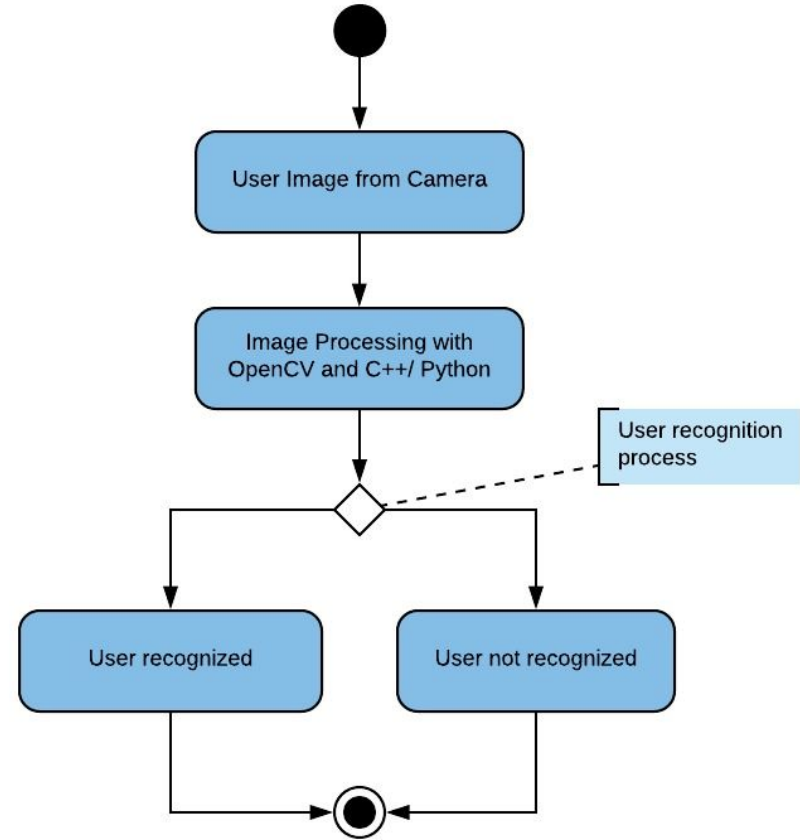 User Image from Camera
Image Processing with
OpenCV and C++/ Python
User recognition
process
User recognized
User not recognized